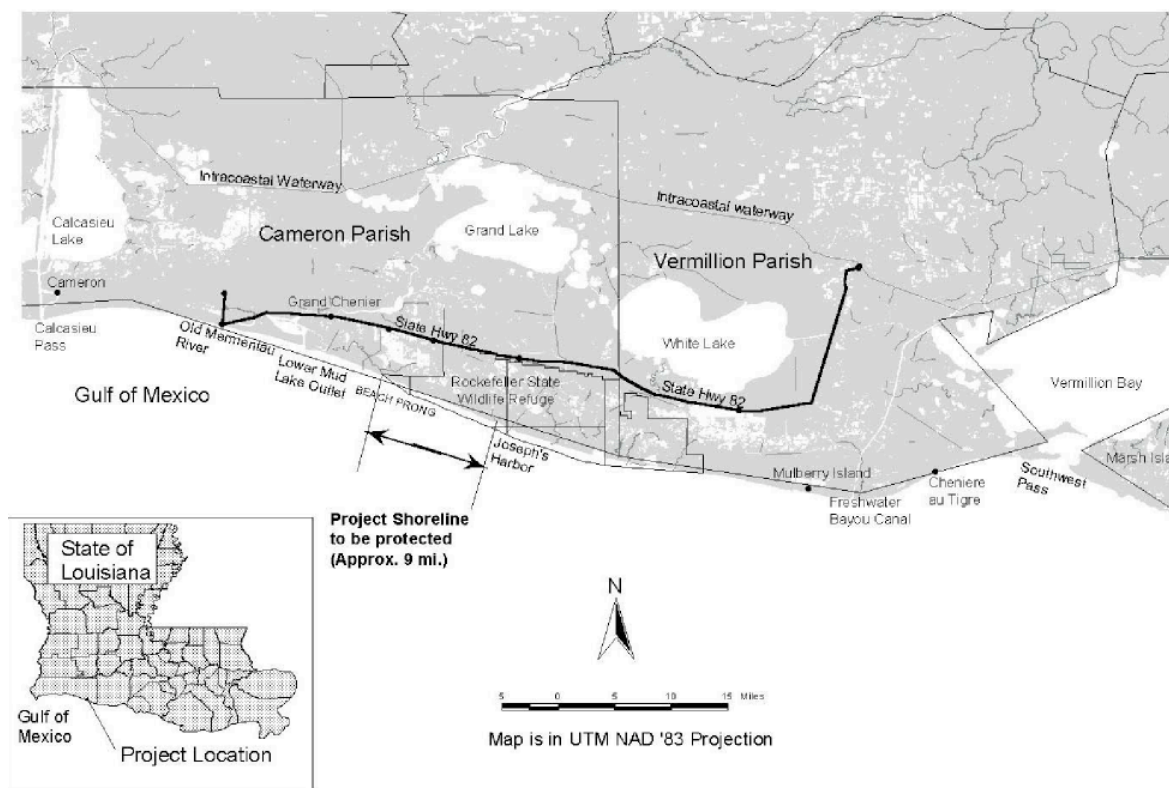 Intracoastal Waterway
Intracoastal waterway
Calcasieu
Lake
Grand Lake
Cameron Parish
Vermillion Parish
Cameron
Grand Chenier
Calcasieu
Pass
Old Mermentau
River
State Hwy 82
White Lake
Lower Mud
Lake Outlet
BEACH PRONG
Rockefeller State
Wildlife Refuge
State Hwy 82
Vermillion Bay
Gulf of Mexico
Joseph's
Harbor
Mulberry Island
Freshwater
Bayou Canal
Cheniere
au Tigre
Southwest
Pass
Marsh Isla
Project Shoreline
to be protected
(Approx. 9 mi.)
State of
Louisiana
Gulf of
Mexico
Project Location
N
5 0 5 10 15 Miles
Map is in UTM NAD '83 Projection